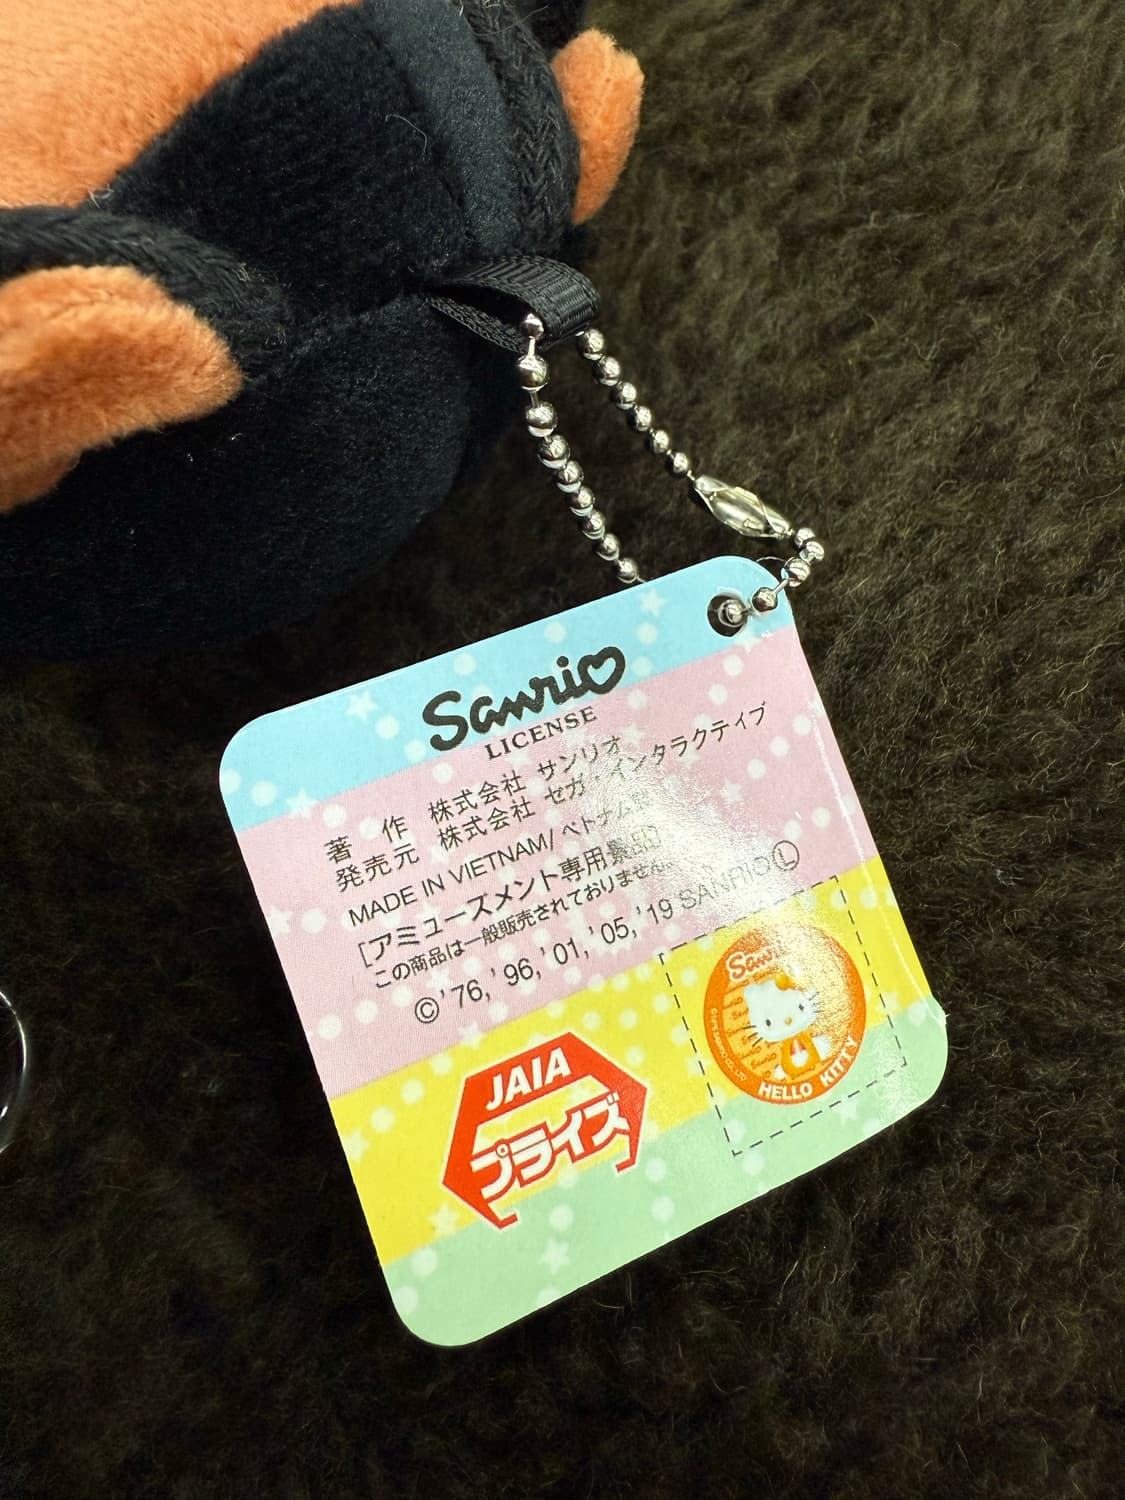 Sanrio
LICENSE
著 作 株式会社 サンリオ
発売元 株式会社 セガ・インタラクティブ
MADE IN VIETNAM/ ベトナム製
[アミューズメント専用景品]
この商品は一般販売されておりません。
©'76,'96,'01,'05,'19 SANRIO Ⓛ
JAIA
プライズ
HELLO KITTY